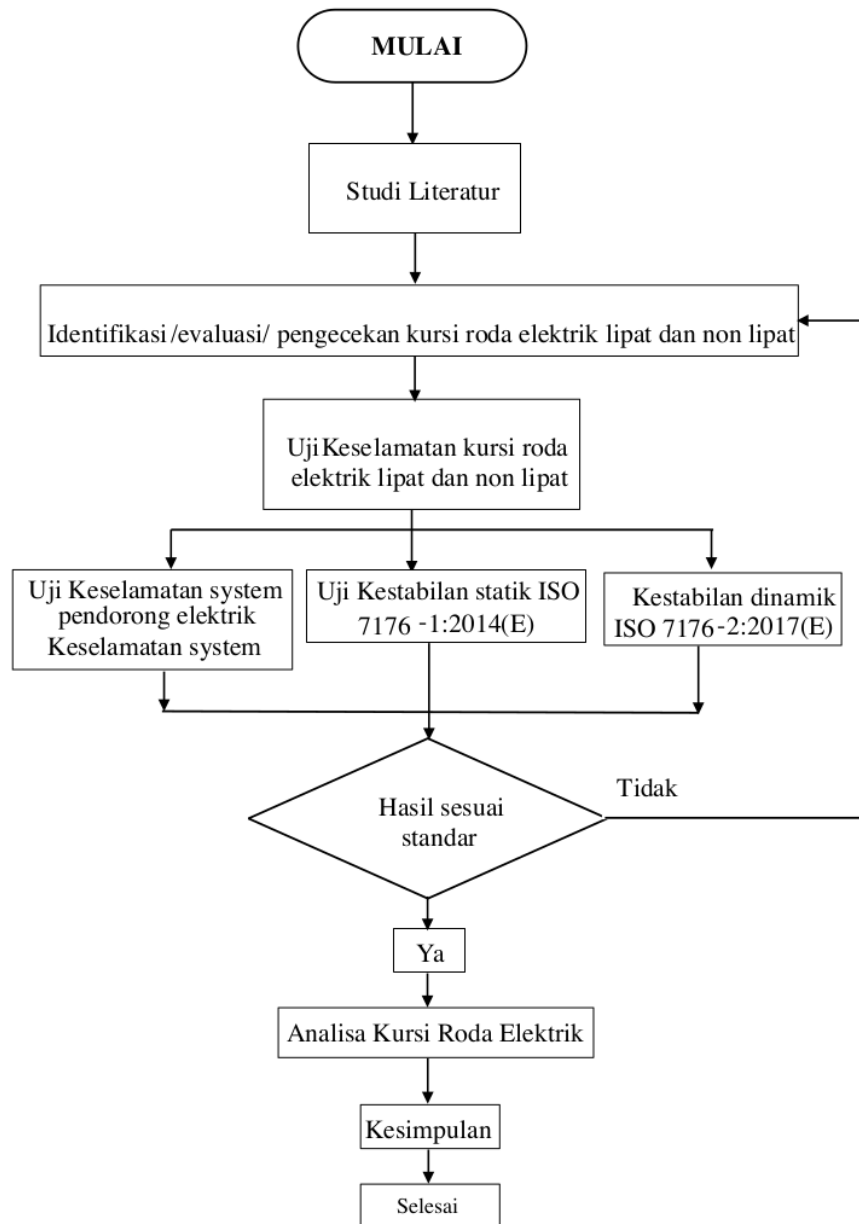 MULAI
Studi Literatur
Identifikasi/evaluasi/ pengecekan kursi roda elektrik lipat dan non lipat
Uji Keselamatan kursi roda
elektrik lipat dan non lipat
Uji Keselamatan system
pendorong elektrik
Keselamatan system
Uji Kestabilan statik ISO
7176 -1:2014(E)
Kestabilan dinamik
ISO 7176-2:2017(E)
Hasil sesuai
standar
Tidak
Ya
Analisa Kursi Roda Elektrik
Kesimpulan
Selesai